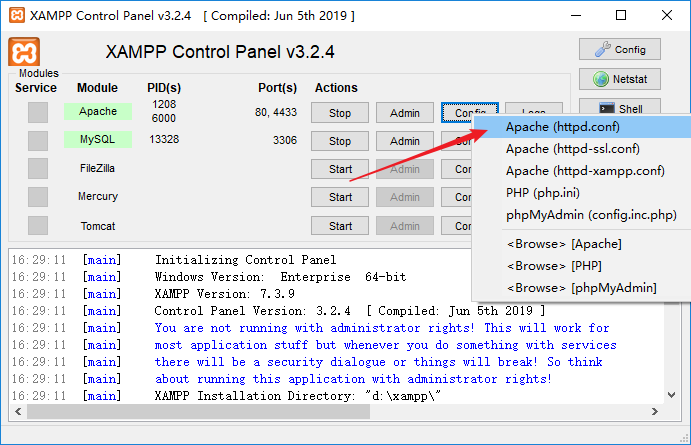 XAMPP Control Panel v3.2.4 [ Compiled: Jun 5th 2019 ]
XAMPP Control Panel v3.2.4
Config
Netstat
Shell
Modules
Service Module PID(s) Port(s) Actions
Apache 1208 6000 80, 4433 Stop Admin Config Logs
MySQL 13328 3306 Stop Admin
FileZilla Start Admin
Mercury Start Admin
Tomcat Start Admin
Apache (httpd.conf)
Apache (httpd-ssl.conf)
Apache (httpd-xampp.conf)
PHP (php.ini)
phpMyAdmin (config.inc.php)
<Browse> [Apache]
<Browse> [PHP]
<Browse> [phpMyAdmin]
16:29:11 [main] Initializing Control Panel
16:29:11 [main] Windows Version: Enterprise 64-bit
16:29:11 [main] XAMPP Version: 7.3.9
16:29:11 [main] Control Panel Version: 3.2.4 [ Compiled: Jun 5th 2019 ]
16:29:11 [main] You are not running with administrator rights! This will work for
16:29:11 [main] most application stuff but whenever you do something with services
16:29:11 [main] there will be a security dialogue or things will break! So think
16:29:11 [main] about running this application with administrator rights!
16:29:11 [main] XAMPP Installation Directory: "d:\xampp\"